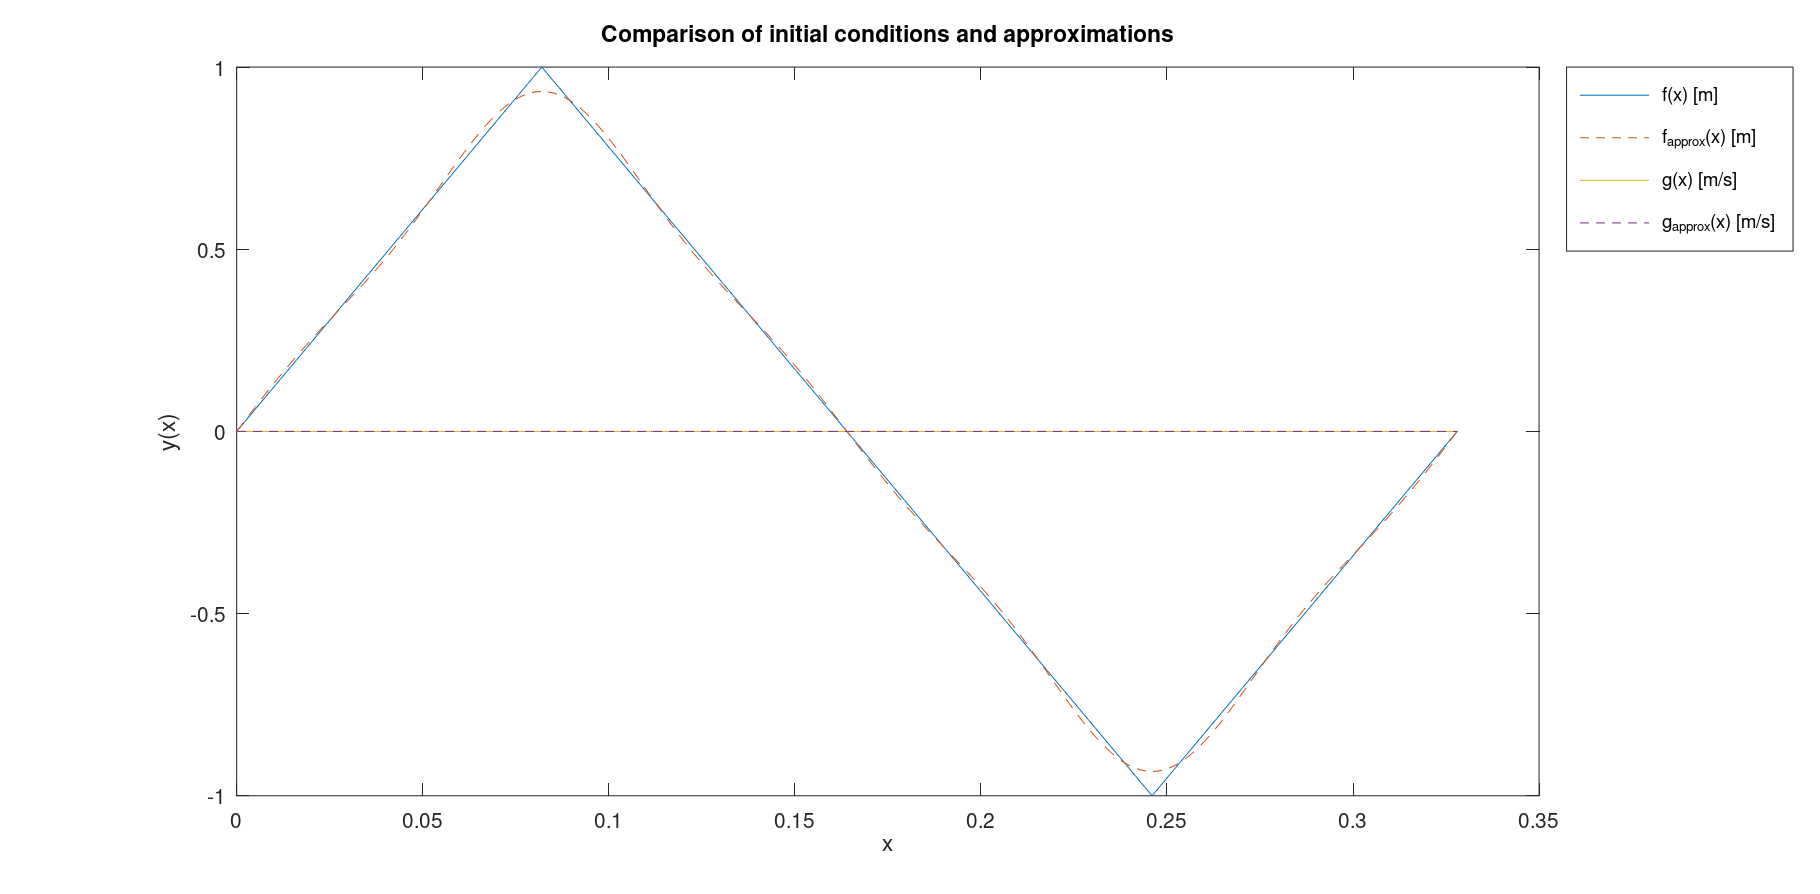 Comparison of initial conditions and approximations
f(x) [m]
fapprox(x) [m]
g(x) [m/s]
gapprox(x) [m/s]
1
0.5
0
-0.5
-1
y(x)
0 0.05 0.1 0.15 0.2 0.25 0.3 0.35
x